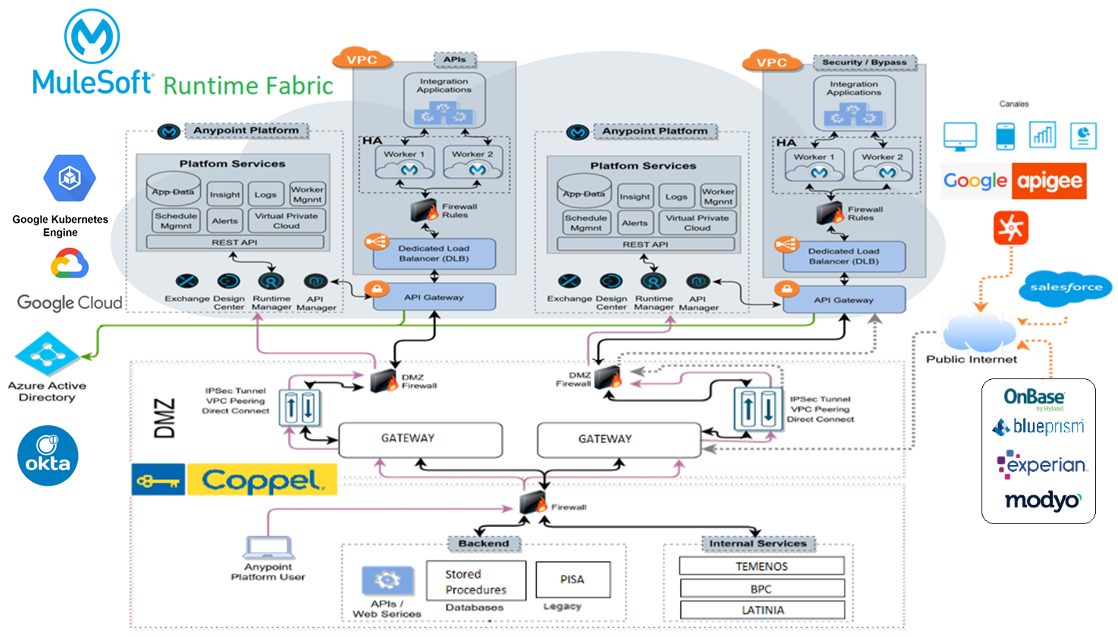 MuleSoft Runtime Fabric
VPC
APIs
Integration
Applications
HA
Worker 1
Worker 2
Firewall
Rules
Dedicated Load
Balancer (DLB)
API Gateway
Anypoint Platform
Platfom Services
App Data
Insight
Logs
Worker
Mgnnt
Schedule
Mgmnt
Alerts
Virtual Private
Cloud
REST API
Exchange
Design
Center
Runtime
Manager
API
Manager
VPC
Security / Bypass
Integration
Applications
HA
Worker 1
Worker 2
Firewall
Rules
Dedicated Load
Balancer (DLB)
API Gateway
Anypoint Platform
Platfom Services
App Data
Insight
Logs
Worker
Mgnnt
Schedule
Mgmnt
Alerts
Virtual Private
Cloud
REST API
Exchange
Design
Center
Runtime
Manager
API
Manager
Google Kubernetes
Engine
Google Cloud
Azure Active
Directory
okta
Canales
Google apigee
salesforce
Public Internet
OnBase
by Hyland
blueprism
experian.
modyo
DMZ
DMZ
Firewall
IPSec Tunnel
VPC Peering
Direct Connect
GATEWAY
DMZ
Firewall
IPSec Tunnel
VPC Peering
Direct Connect
GATEWAY
Coppel
Firewall
Anypoint
Platform User
Backend
APIs /
Web Serices
Stored
Procedures
Databases
PISA
Legacy
Internal Services
TEMENOS
BPC
LATINIA